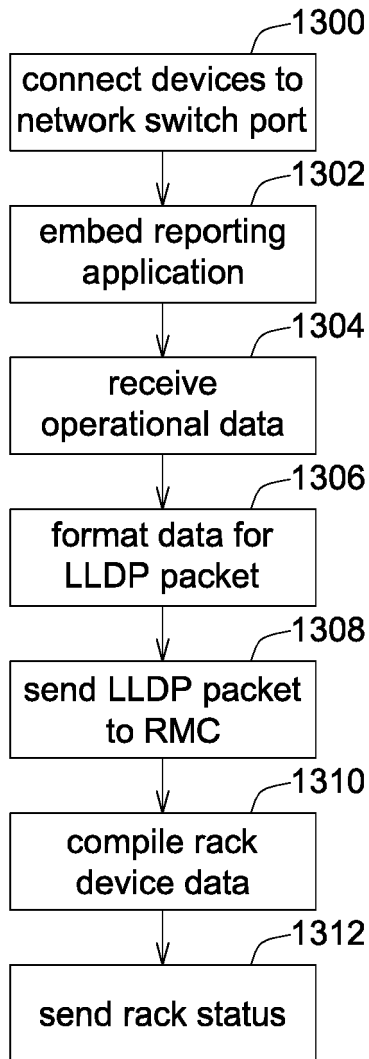 1300
connect devices to
network switch port
1302
embed reporting
application
1304
receive
operational data
1306
format data for
LLDP packet
1308
send LLDP packet
to RMC
1310
compile rack
device data
1312
send rack status